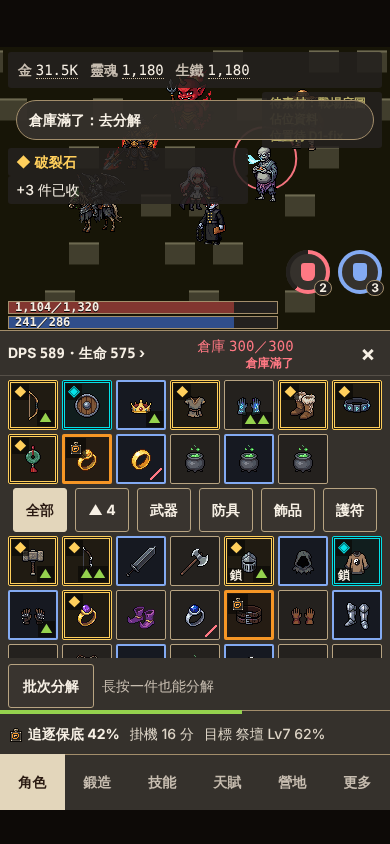 金 31.5K 靈魂 1,180 生鐵 1,180
倉庫滿了：去分解
破裂石
+3 件已收
2
3
1,104／1,320
241／286
DPS 589・生命 575 ›
倉庫 300／300
倉庫滿了
×
全部
▲ 4
武器
防具
飾品
護符
鎖
鎖
批次分解
長按一件也能分解
追逐保底 42% 掛機 16 分 目標 祭壇 Lv7 62%
角色
鍛造
技能
天賦
營地
更多